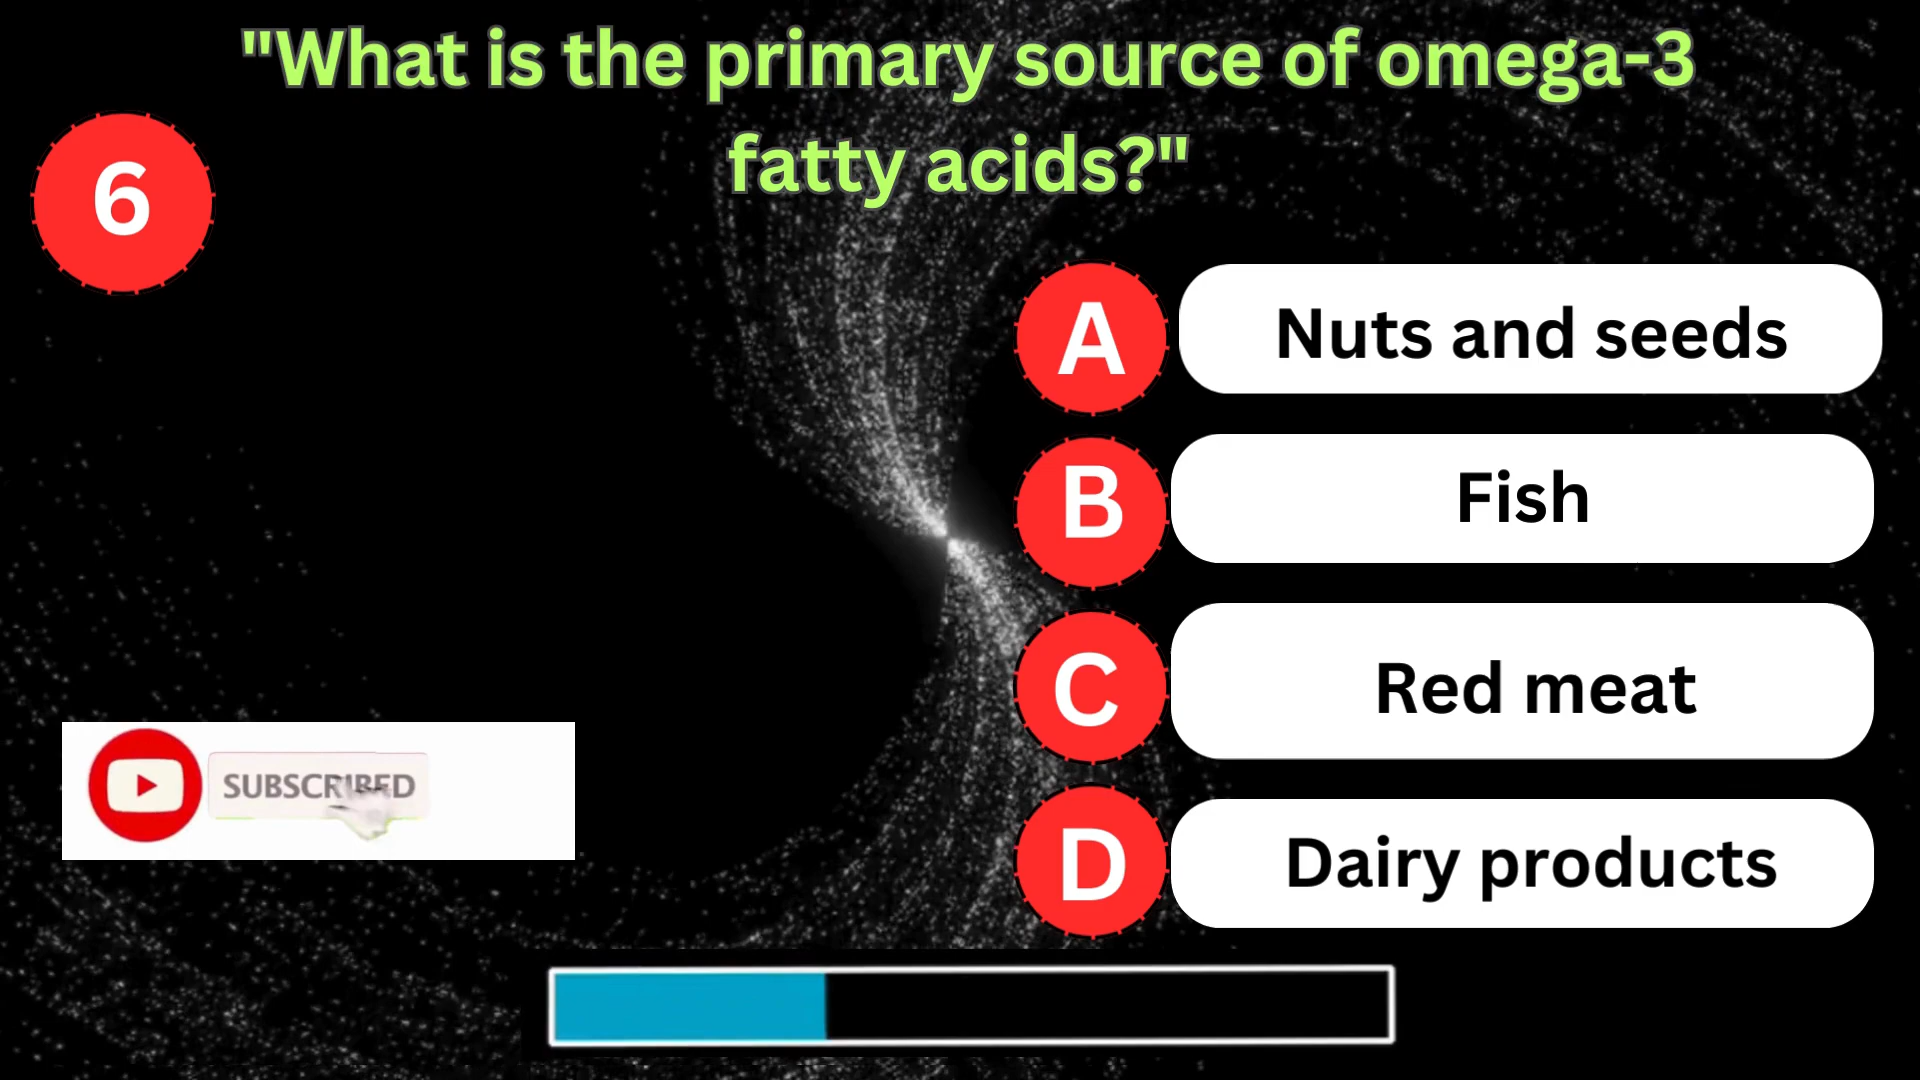 "What is the primary source of omega-3
fatty acids?"
6
A
Nuts and seeds
B
Fish
C
Red meat
D
Dairy products
SUBSCRIBED